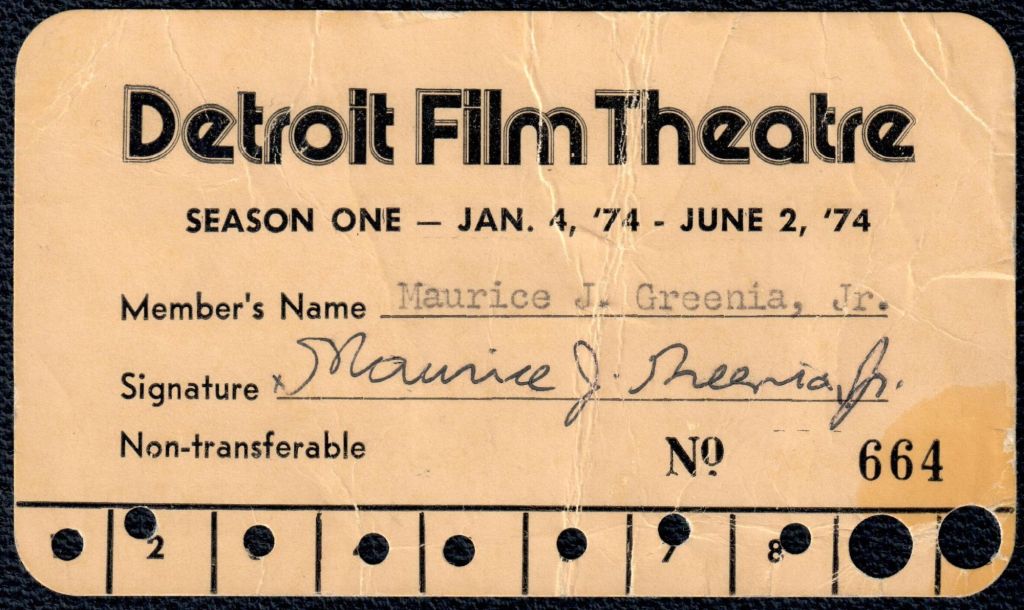 Detroit Film Theatre
SEASON ONE — JAN. 4, '74 - JUNE 2, '74
Member's Name Maurice J. Greenia, Jr.
Signature x Maurice J. Greenia, Jr.
Non-transferable
Nº 664
2 7 8